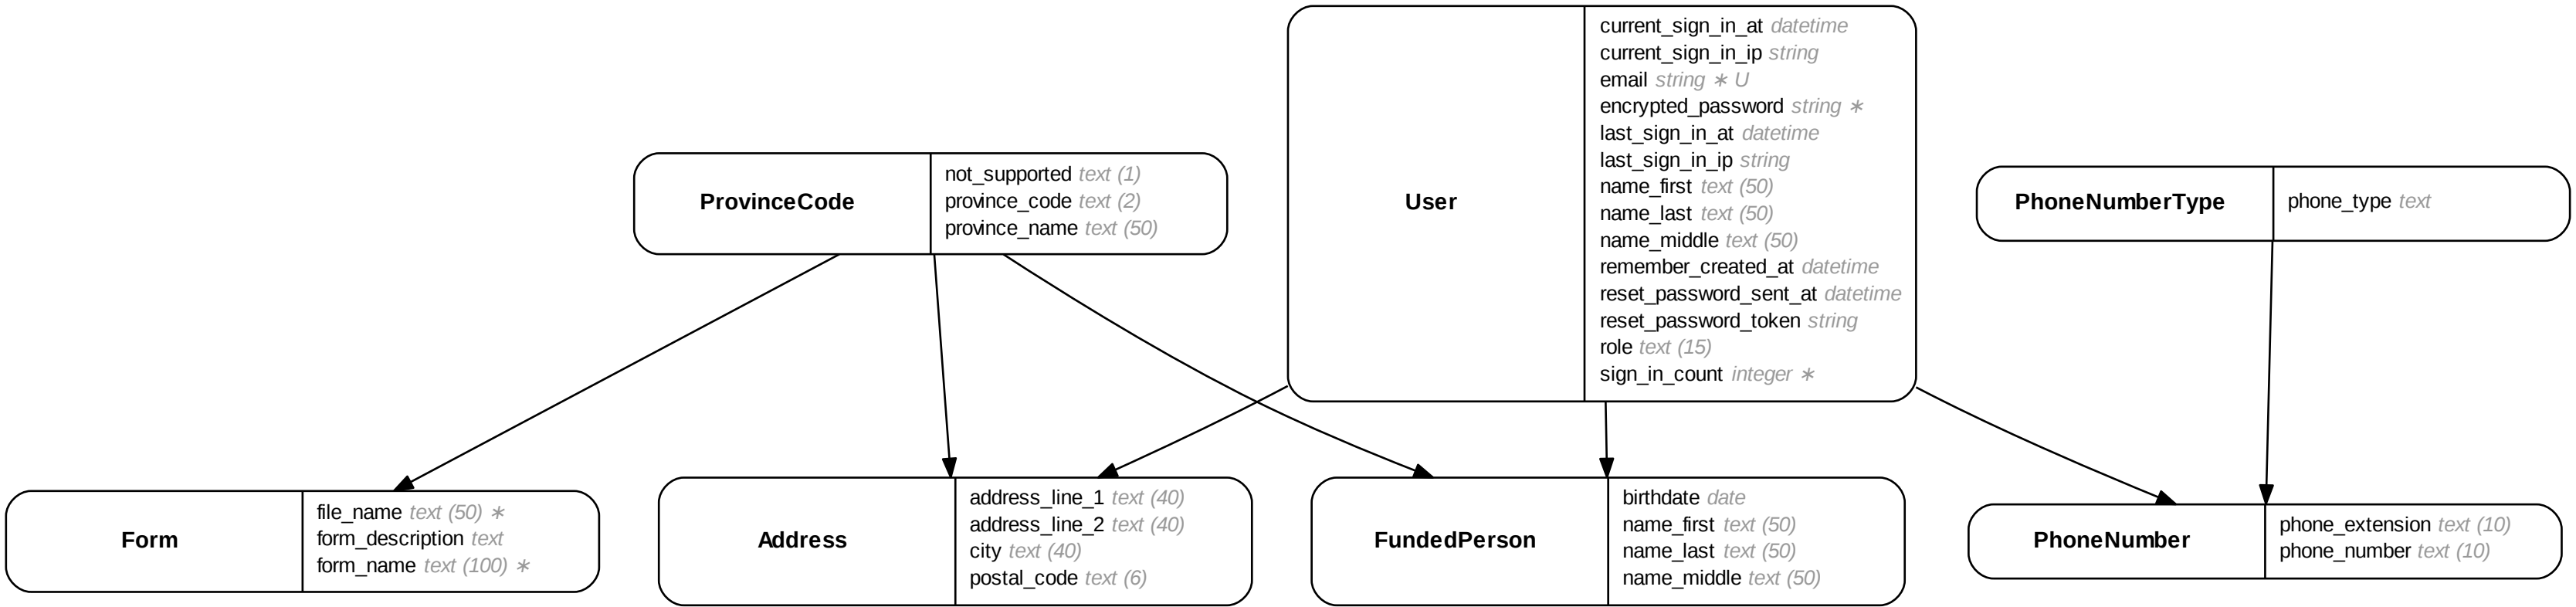 ProvinceCode
not_supported text (1)
province_code text (2)
province_name text (50)
User
current_sign_in_at datetime
current_sign_in_ip string
email string ∗ U
encrypted_password string ∗
last_sign_in_at datetime
last_sign_in_ip string
name_first text (50)
name_last text (50)
name_middle text (50)
remember_created_at datetime
reset_password_sent_at datetime
reset_password_token string
role text (15)
sign_in_count integer ∗
PhoneNumberType
phone_type text
Form
file_name text (50) ∗
form_description text
form_name text (100) ∗
Address
address_line_1 text (40)
address_line_2 text (40)
city text (40)
postal_code text (6)
FundedPerson
birthdate date
name_first text (50)
name_last text (50)
name_middle text (50)
PhoneNumber
phone_extension text (10)
phone_number text (10)